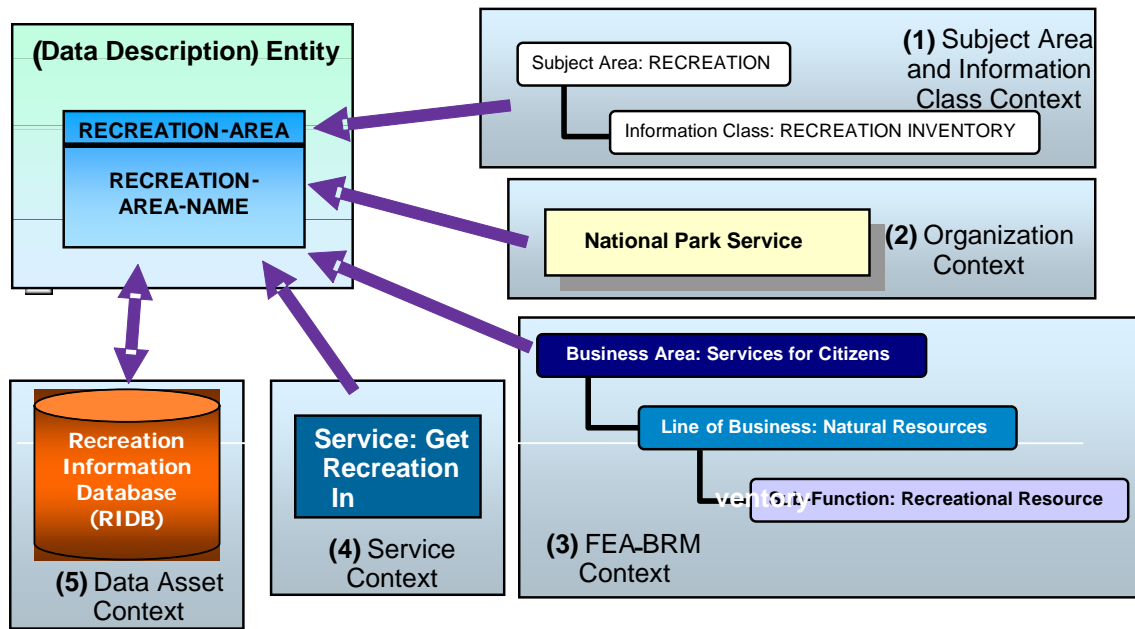 (Data Description) Entity
RECREATION-AREA
RECREATION-
AREA-NAME
Subject Area: RECREATION
Information Class: RECREATION INVENTORY
(1) Subject Area
and Information
Class Context
National Park Service
(2) Organization
Context
Business Area: Services for Citizens
Line of Business: Natural Resources
Sub-Function: Recreational Resource
(3) FEA-BRM
Context
Service: Get
Recreation
In
ventory
(4) Service
Context
Recreation
Information
Database
(RIDB)
(5) Data Asset
Context